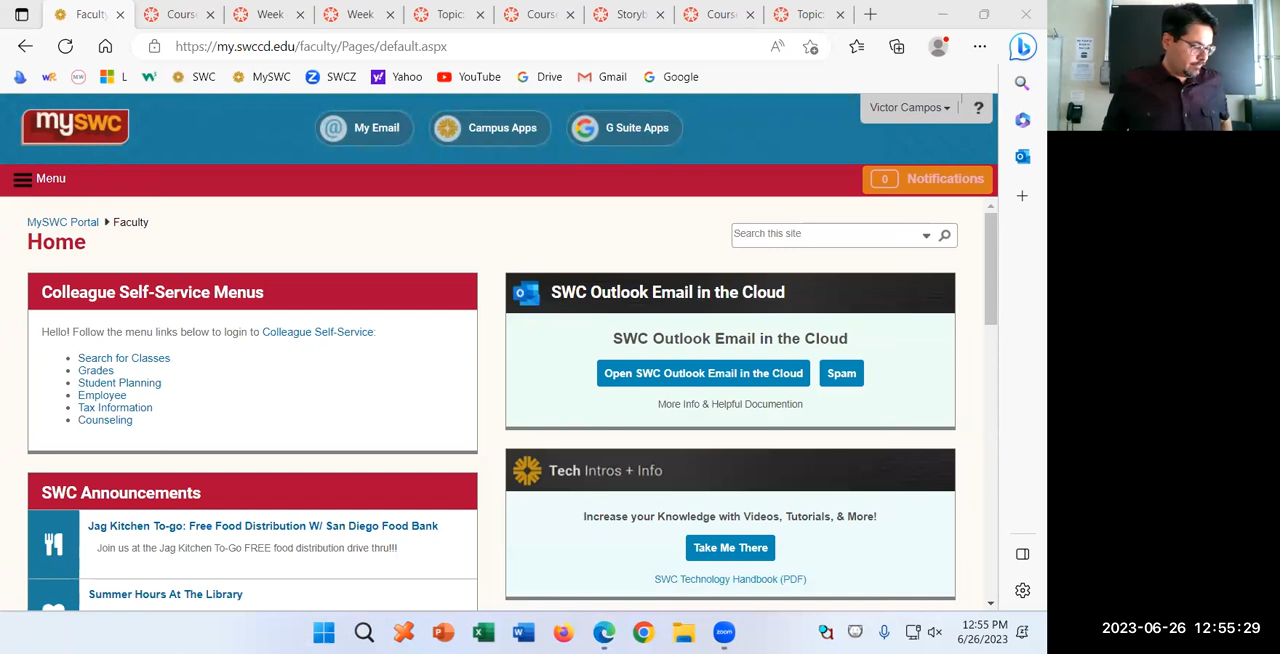 Faculty
Course
Week
Week
Topic:
Course
Storyb
Course
Topic:
https://my.swccd.edu/faculty/Pages/default.aspx
L
SWC
MySWC
SWCZ
Yahoo
YouTube
Drive
Gmail
Google
mySWC
My Email
Campus Apps
G Suite Apps
Victor Campos
?
Menu
0 Notifications
MySWC Portal Faculty
Home
Search this site
Colleague Self-Service Menus
Hello! Follow the menu links below to login to Colleague Self-Service:
Search for Classes
Grades
Student Planning
Employee
Tax Information
Counseling
SWC Announcements
Jag Kitchen To-go: Free Food Distribution W/ San Diego Food Bank
Join us at the Jag Kitchen To-Go FREE food distribution drive thru!!!
Summer Hours At The Library
SWC Outlook Email in the Cloud
SWC Outlook Email in the Cloud
Open SWC Outlook Email in the Cloud
Spam
More Info & Helpful Documention
Tech Intros + Info
Increase your Knowledge with Videos, Tutorials, & More!
Take Me There
SWC Technology Handbook (PDF)
zoom
12:55 PM
6/26/2023
2023-06-26 12:55:29